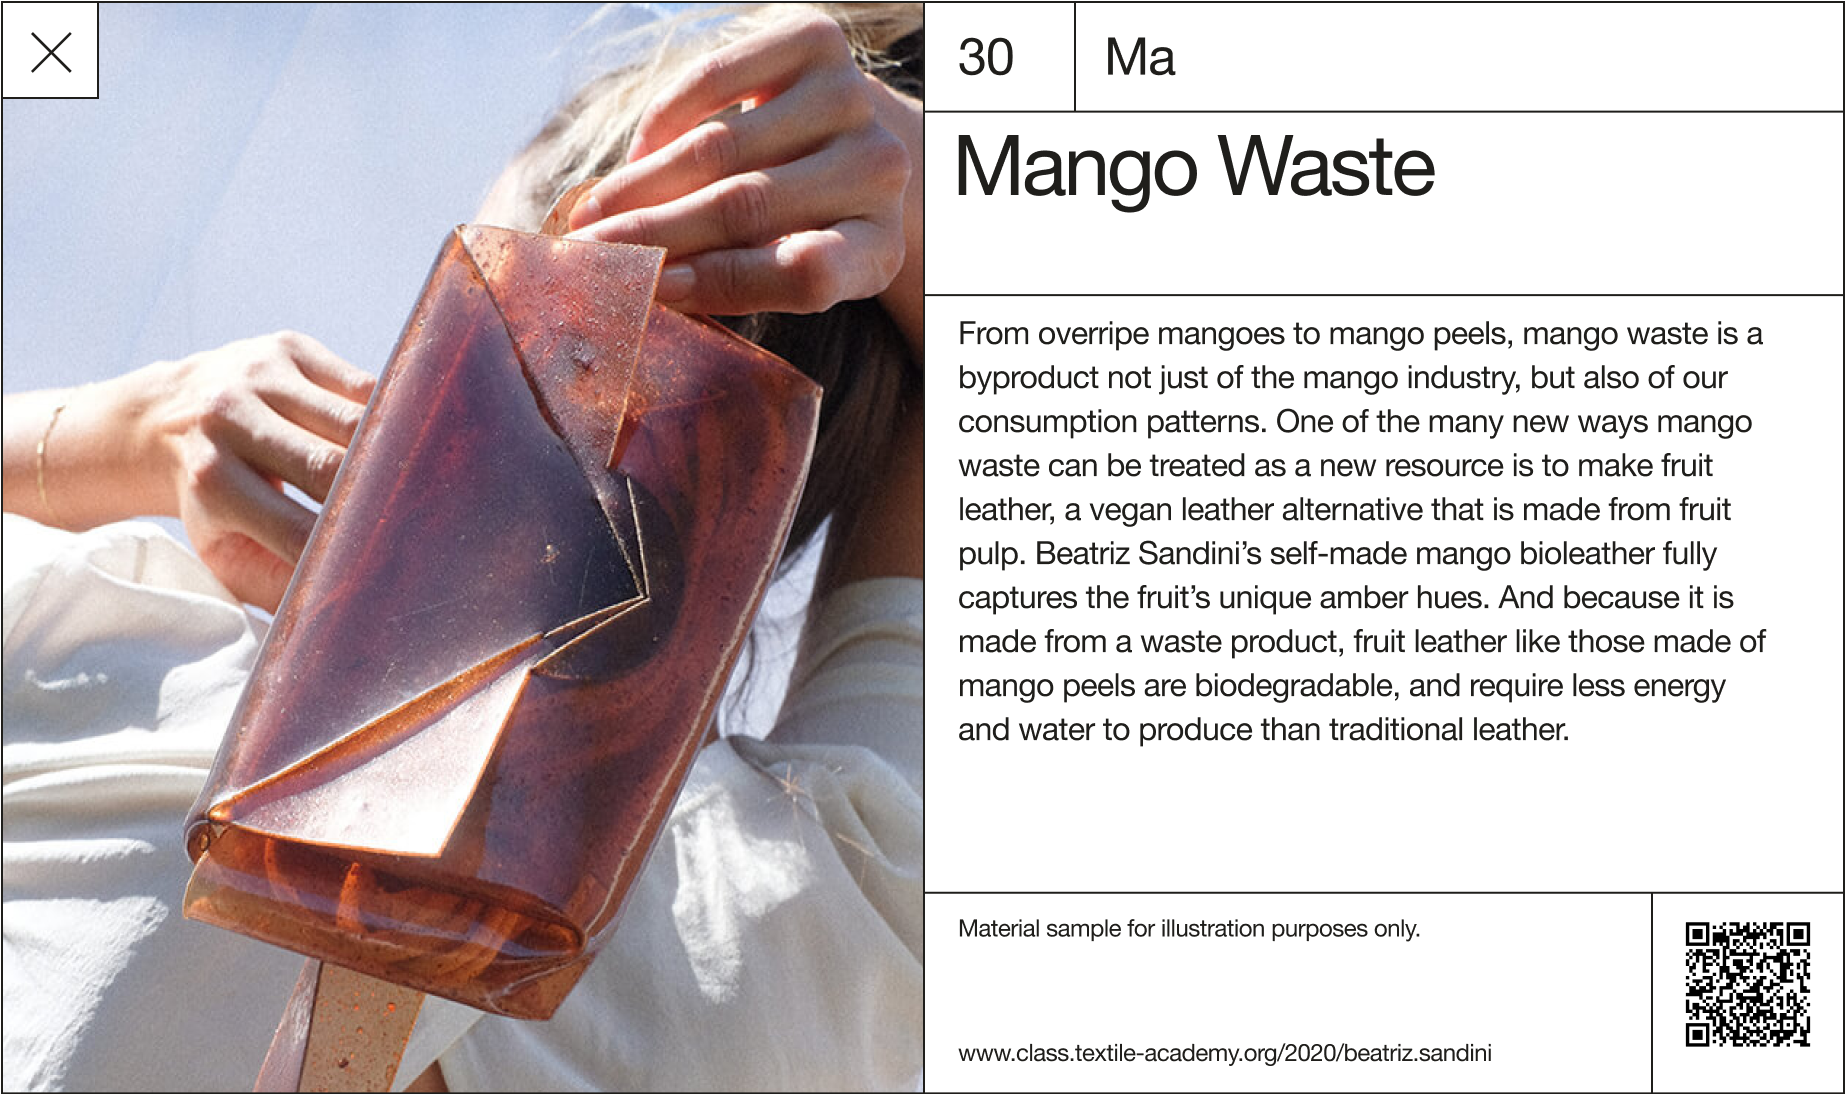 30
Ma
Mango Waste
From overripe mangoes to mango peels, mango waste is a
byproduct not just of the mango industry, but also of our
consumption patterns. One of the many new ways mango
waste can be treated as a new resource is to make fruit
leather, a vegan leather alternative that is made from fruit
pulp. Beatriz Sandini’s self-made mango bioleather fully
captures the fruit’s unique amber hues. And because it is
made from a waste product, fruit leather like those made of
mango peels are biodegradable, and require less energy
and water to produce than traditional leather.
Material sample for illustration purposes only.
www.class.textile-academy.org/2020/beatriz.sandini